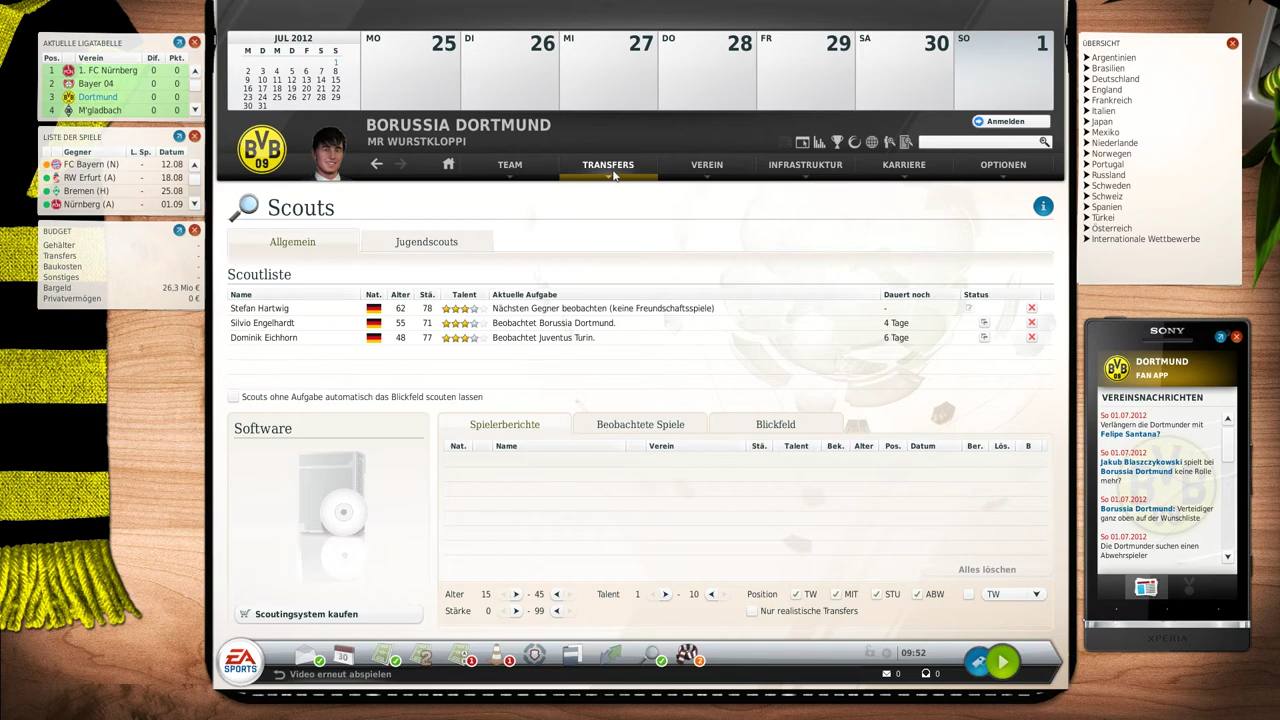 AKTUELLE LIGATABELLE
Pos. Verein Dif. Pkt.
1 1. FC Nürnberg 0 0
2 Bayer 04 0 0
3 Dortmund 0 0
4 M'gladbach 0 0
LISTE DER SPIELE
Gegner L. Sp. Datum
FC Bayern (N) - 12.08
RW Erfurt (A) - 18.08
Bremen (H) - 25.08
Nürnberg (A) - 01.09
BUDGET
Gehälter -
Transfers -
Baukosten -
Sonstiges -
Bargeld 26,3 Mio €
Privatvermögen 0 €
JUL 2012
M D M D F S S
1
2 3 4 5 6 7 8
9 10 11 12 13 14 15
16 17 18 19 20 21 22
23 24 25 26 27 28 29
30 31
MO 25 DI 26 MI 27 DO 28 FR 29 SA 30 SO 1
BVB 09
BORUSSIA DORTMUND
MR WURSTKLOPPI
Anmelden
TEAM TRANSFERS VEREIN INFRASTRUKTUR KARRIERE OPTIONEN
Scouts
Allgemein Jugendscouts
Scoutliste
Name Nat. Alter Stä. Talent Aktuelle Aufgabe Dauert noch Status
Stefan Hartwig 62 78 Nächsten Gegner beobachten (keine Freundschaftsspiele) -
Silvio Engelhardt 55 71 Beobachtet Borussia Dortmund. 4 Tage
Dominik Eichhorn 48 77 Beobachtet Juventus Turin. 6 Tage
Scouts ohne Aufgabe automatisch das Blickfeld scouten lassen
Software
Scoutingsystem kaufen
Spielerberichte Beobachtete Spiele Blickfeld
Nat. Name Verein Stä. Talent Bek. Alter Pos. Datum Ber. Lös. B
Alles löschen
Alter 15 - 45 Talent 1 - 10 Position TW MIT STU ABW TW
Stärke 0 - 99 Nur realistische Transfers
EA SPORTS
30
1 1 2
09:52
Video erneut abspielen
0 0
ÜBERSICHT
Argentinien
Brasilien
Deutschland
England
Frankreich
Italien
Japan
Mexiko
Niederlande
Norwegen
Portugal
Russland
Schweden
Schweiz
Spanien
Türkei
Österreich
Internationale Wettbewerbe
SONY
BVB 09
DORTMUND
FAN APP
VEREINSNACHRICHTEN
So 01.07.2012
Verlängern die Dortmunder mit
Felipe Santana?
So 01.07.2012
Jakub Blaszczykowski spielt bei
Borussia Dortmund keine Rolle
mehr?
So 01.07.2012
Borussia Dortmund: Verteidiger
ganz oben auf der Wunschliste
So 01.07.2012
Die Dortmunder suchen einen
Abwehrspieler
XPERIA